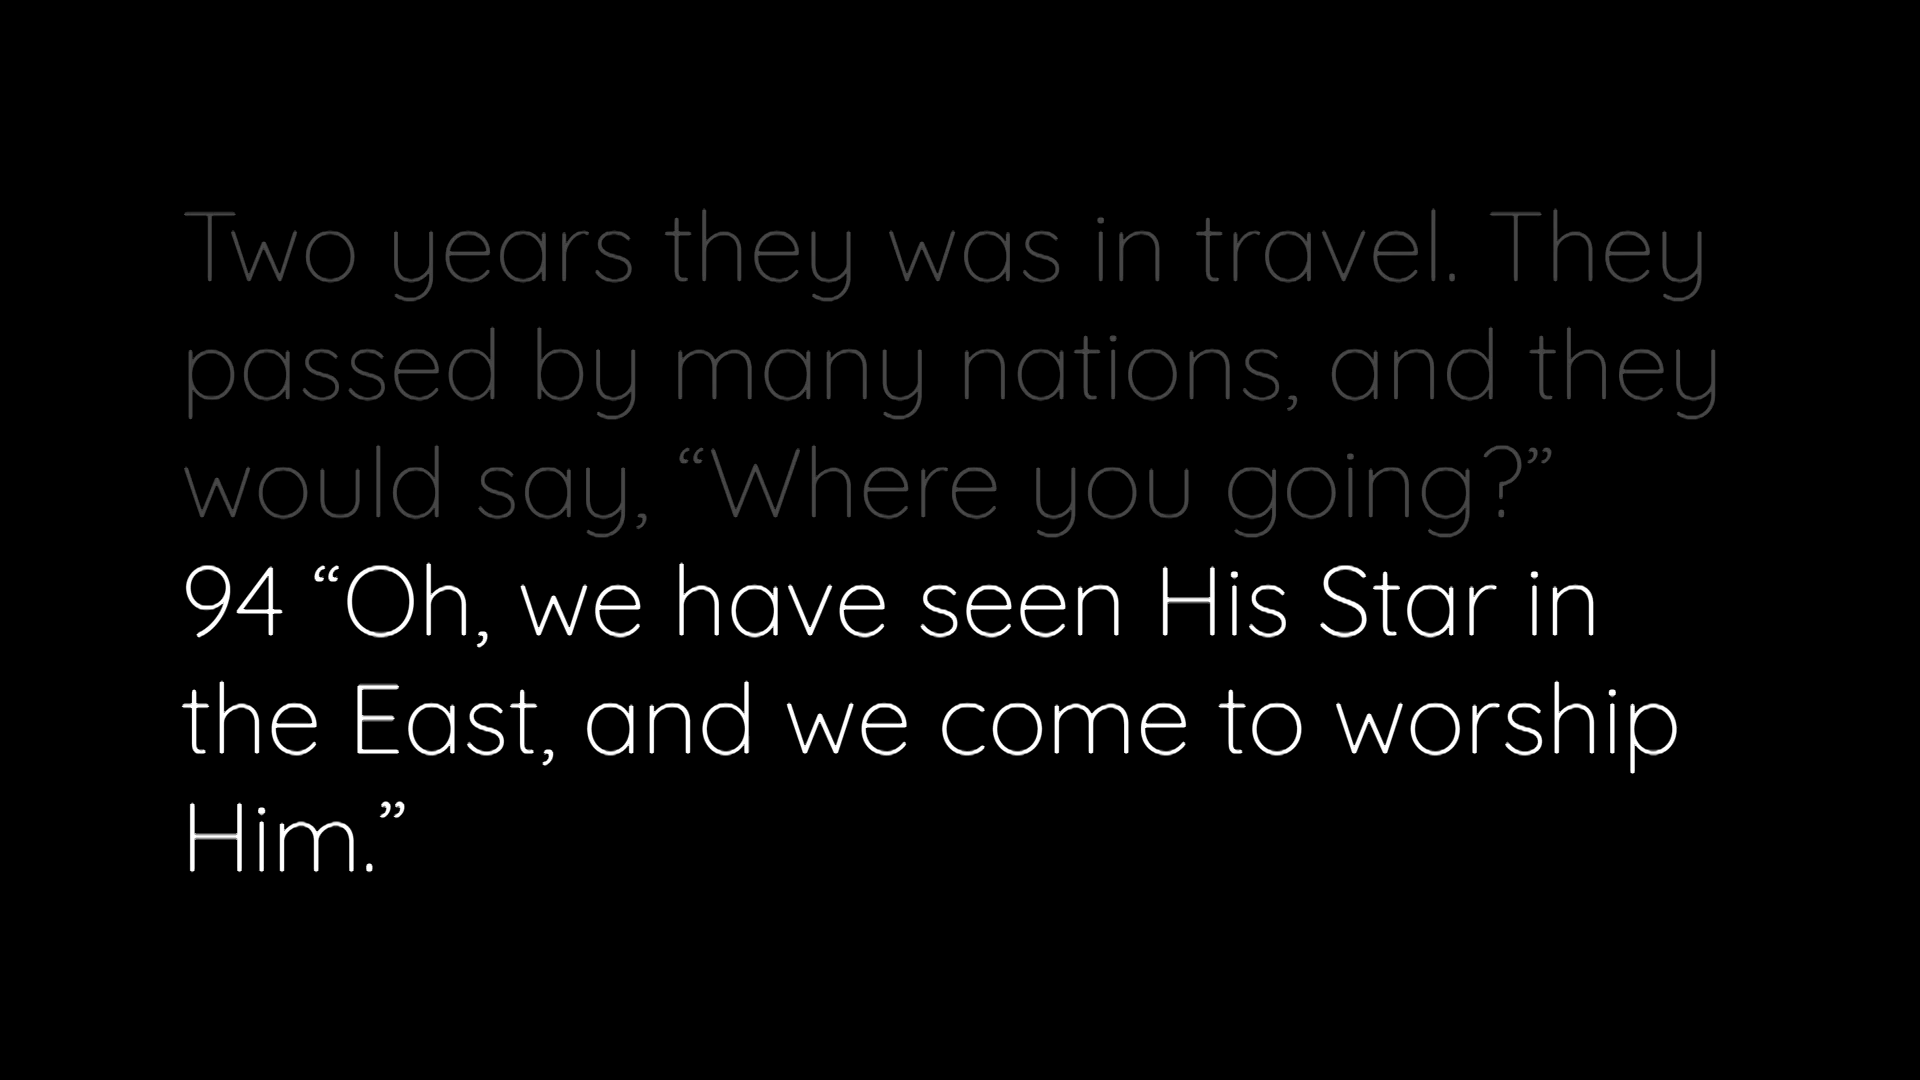 Two years they was in travel. They
passed by many nations, and they
would say, “Where you going?”
94 “Oh, we have seen His Star in
the East, and we come to worship
Him.”